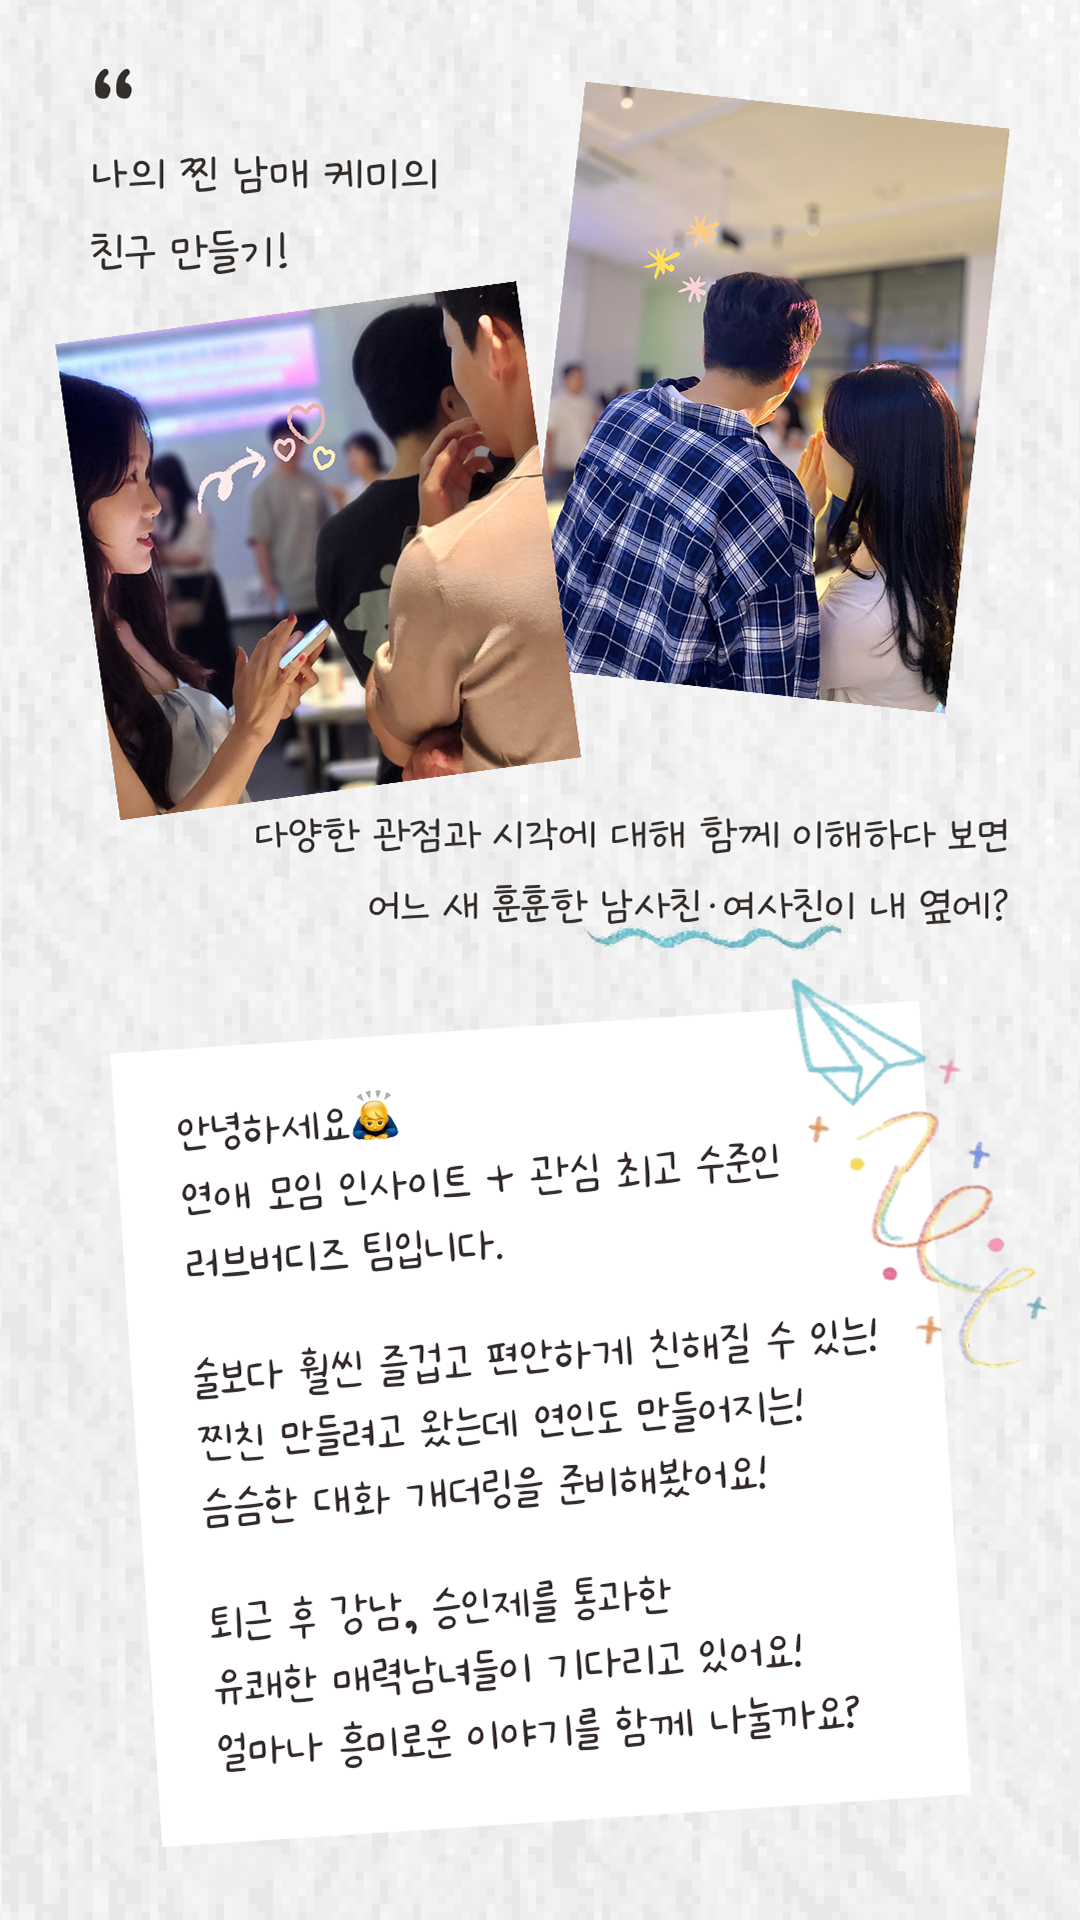 “
나의 찐 남매 케미의
친구 만들기!
다양한 관점과 시각에 대해 함께 이해하다 보면
어느 새 훈훈한 남사친·여사친이 내 옆에?
안녕하세요🙇
연애 모임 인사이트 + 관심 최고 수준인
러브버디즈 팀입니다.
술보다 훨씬 즐겁고 편안하게 친해질 수 있는!
찐친 만들려고 왔는데 연인도 만들어지는!
슴슴한 대화 개더링을 준비해봤어요!
퇴근 후 강남, 승인제를 통과한
유쾌한 매력남녀들이 기다리고 있어요!
얼마나 흥미로운 이야기를 함께 나눌까요?